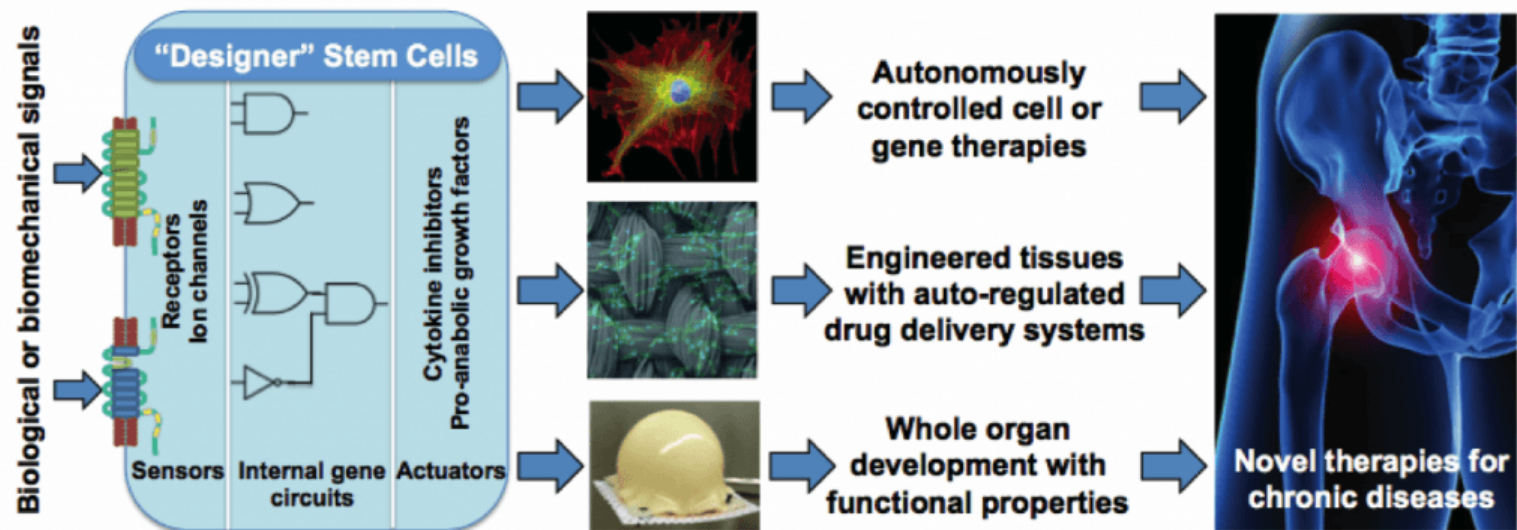 Biological or biomechanical signals
“Designer” Stem Cells
Receptors
Ion channels
Cytokine inhibitors
Pro-anabolic growth factors
Sensors
Internal gene
circuits
Actuators
Autonomously
controlled cell or
gene therapies
Engineered tissues
with auto-regulated
drug delivery systems
Whole organ
development with
functional properties
Novel therapies for
chronic diseases